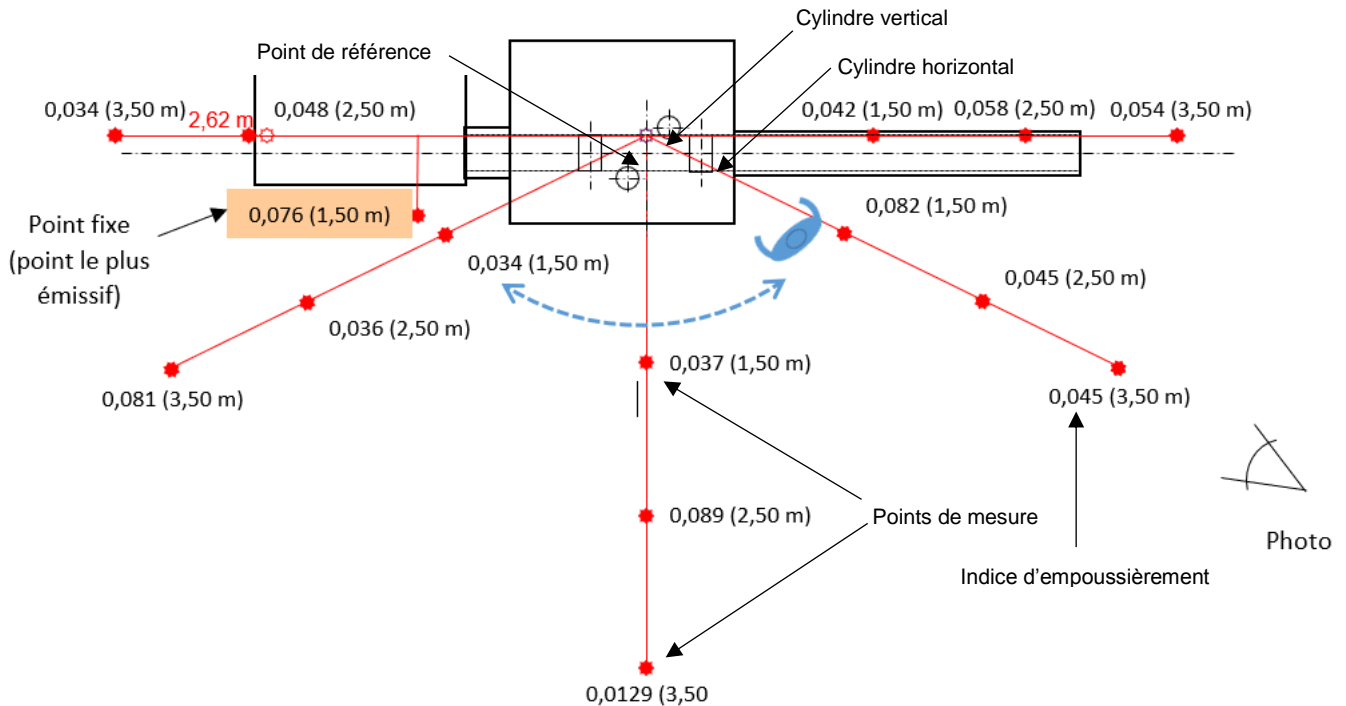 Cylindre vertical
Point de référence
Cylindre horizontal
0,034 (3,50 m)
2,62 m
0,048 (2,50 m)
0,042 (1,50 m)
0,058 (2,50 m)
0,054 (3,50 m)
0,076 (1,50 m)
Point fixe
(point le plus
émissif)
0,082 (1,50 m)
0,034 (1,50 m)
0,045 (2,50 m)
0,036 (2,50 m)
0,037 (1,50 m)
0,081 (3,50 m)
0,045 (3,50 m)
0,089 (2,50 m)
Points de mesure
Photo
Indice d'empoussièrement
0,0129 (3,50